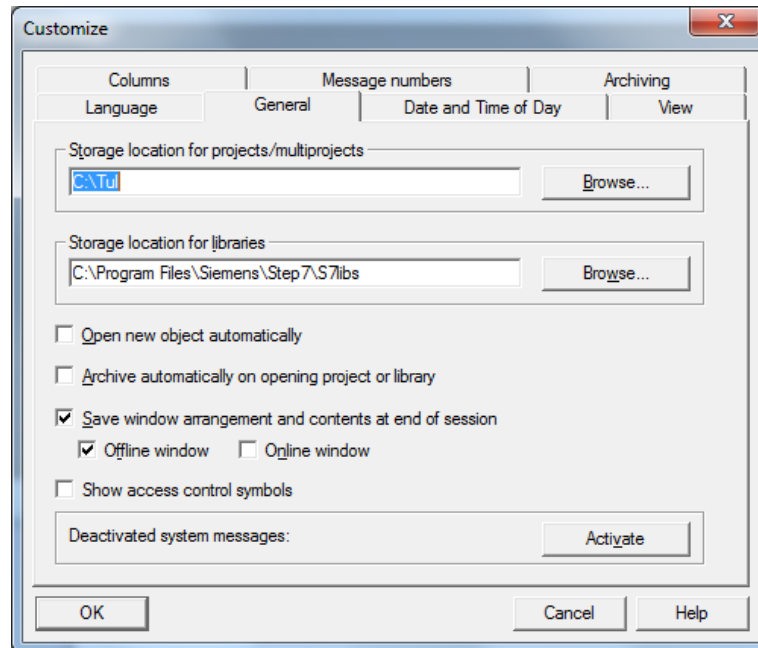 Customize
Columns Message numbers Archiving
Language General Date and Time of Day View
Storage location for projects/multiprojects
C:\Tul Browse...
Storage location for libraries
C:\Program Files\Siemens\Step7\S7libs Browse...
Open new object automatically
Archive automatically on opening project or library
Save window arrangement and contents at end of session
Offline window Online window
Show access control symbols
Deactivated system messages: Activate
OK Cancel Help